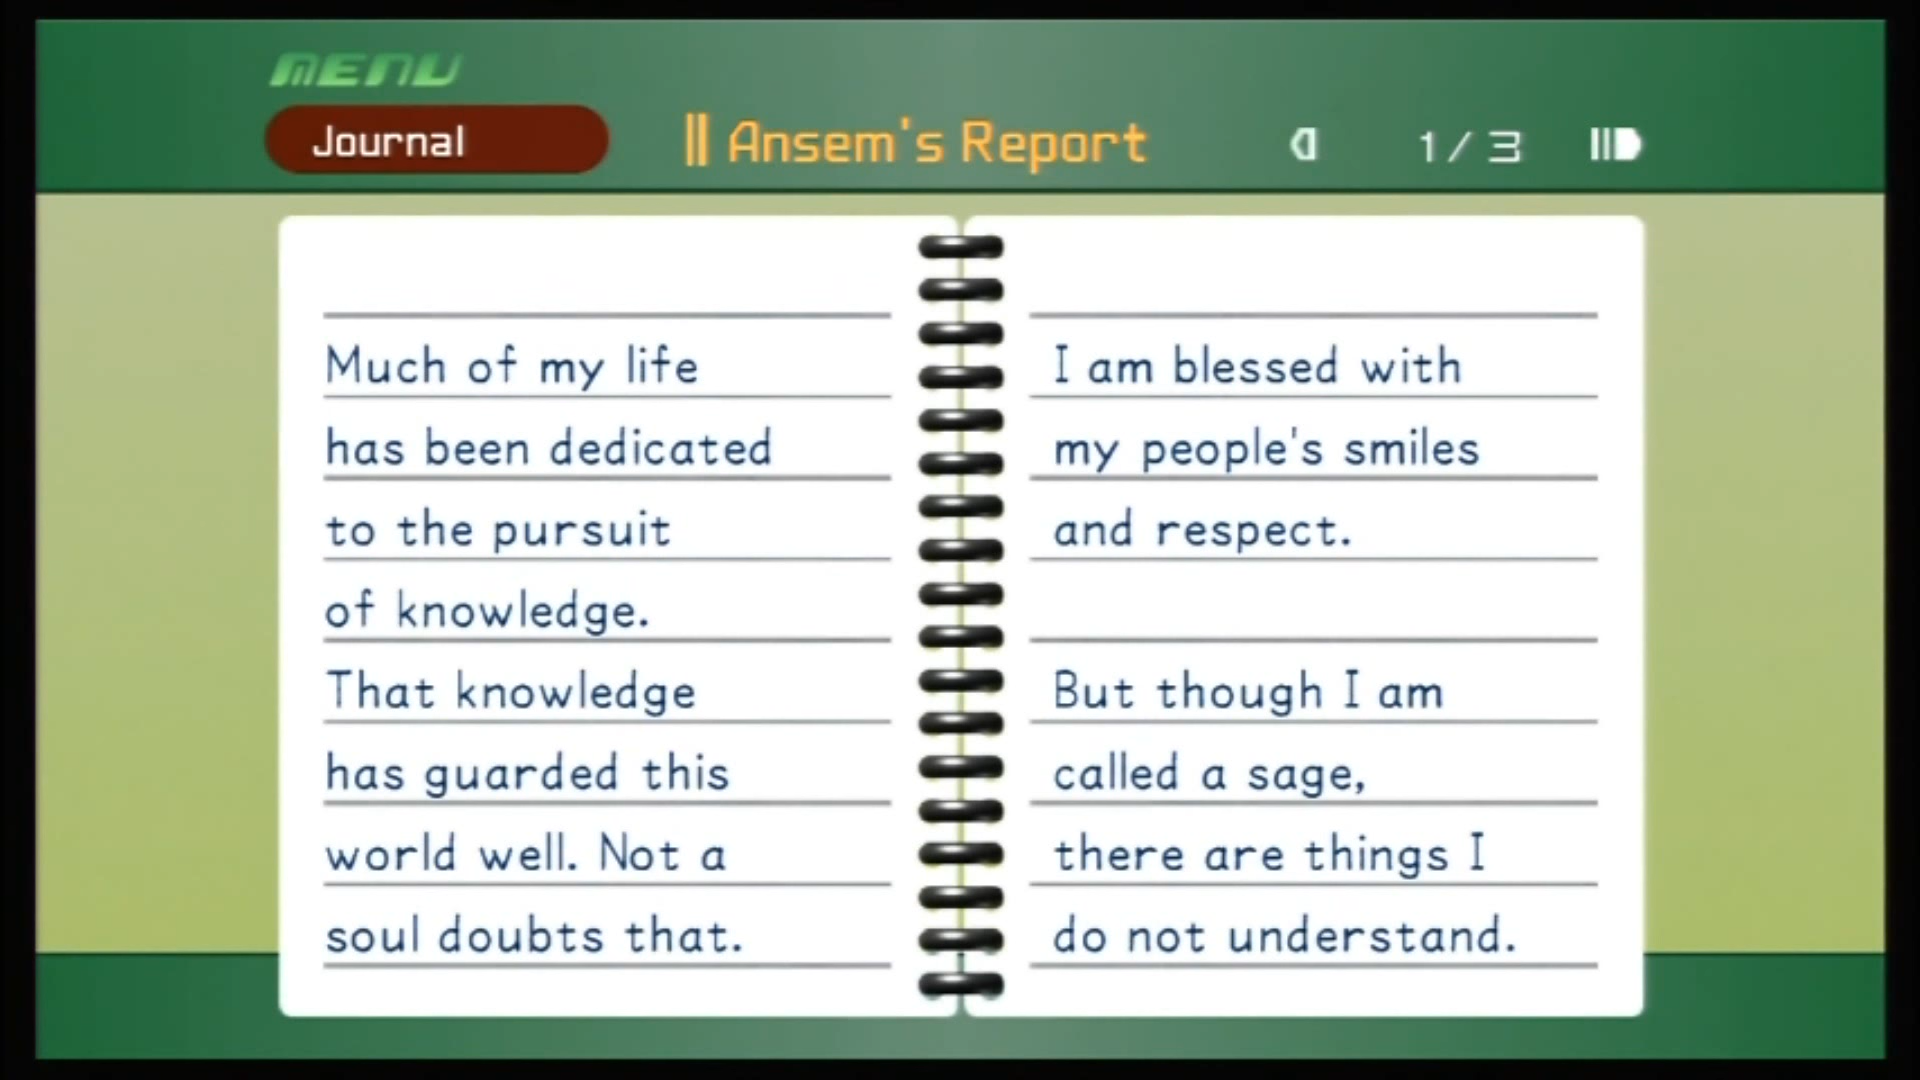 MENU
Journal
Ansem's Report
1/3
Much of my life
has been dedicated
to the pursuit
of knowledge.
That knowledge
has guarded this
world well. Not a
soul doubts that.
I am blessed with
my people's smiles
and respect.
But though I am
called a sage,
there are things I
do not understand.